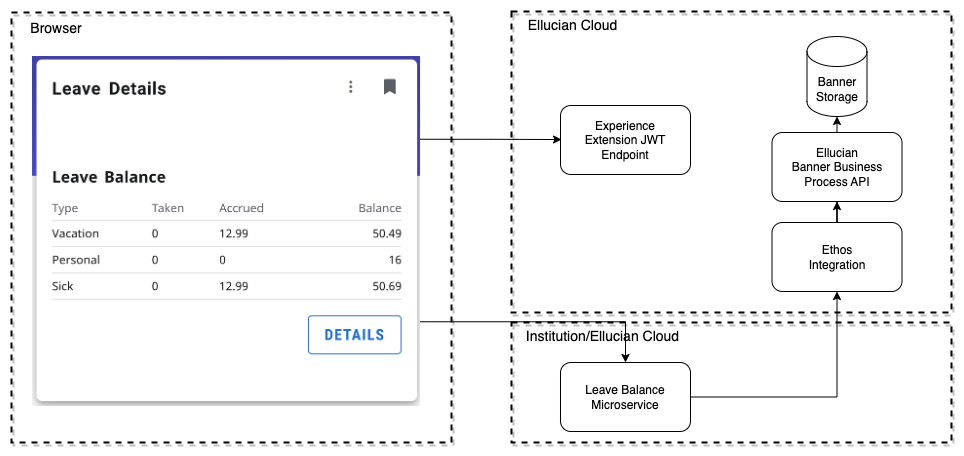 Browser
Leave Details
Leave Balance
Type Taken Accrued Balance
Vacation 0 12.99 50.49
Personal 0 0 16
Sick 0 12.99 50.69
DETAILS
Ellucian Cloud
Experience
Extension JWT
Endpoint
Banner
Storage
Ellucian
Banner Business
Process API
Ethos
Integration
Institution/Ellucian Cloud
Leave Balance
Microservice